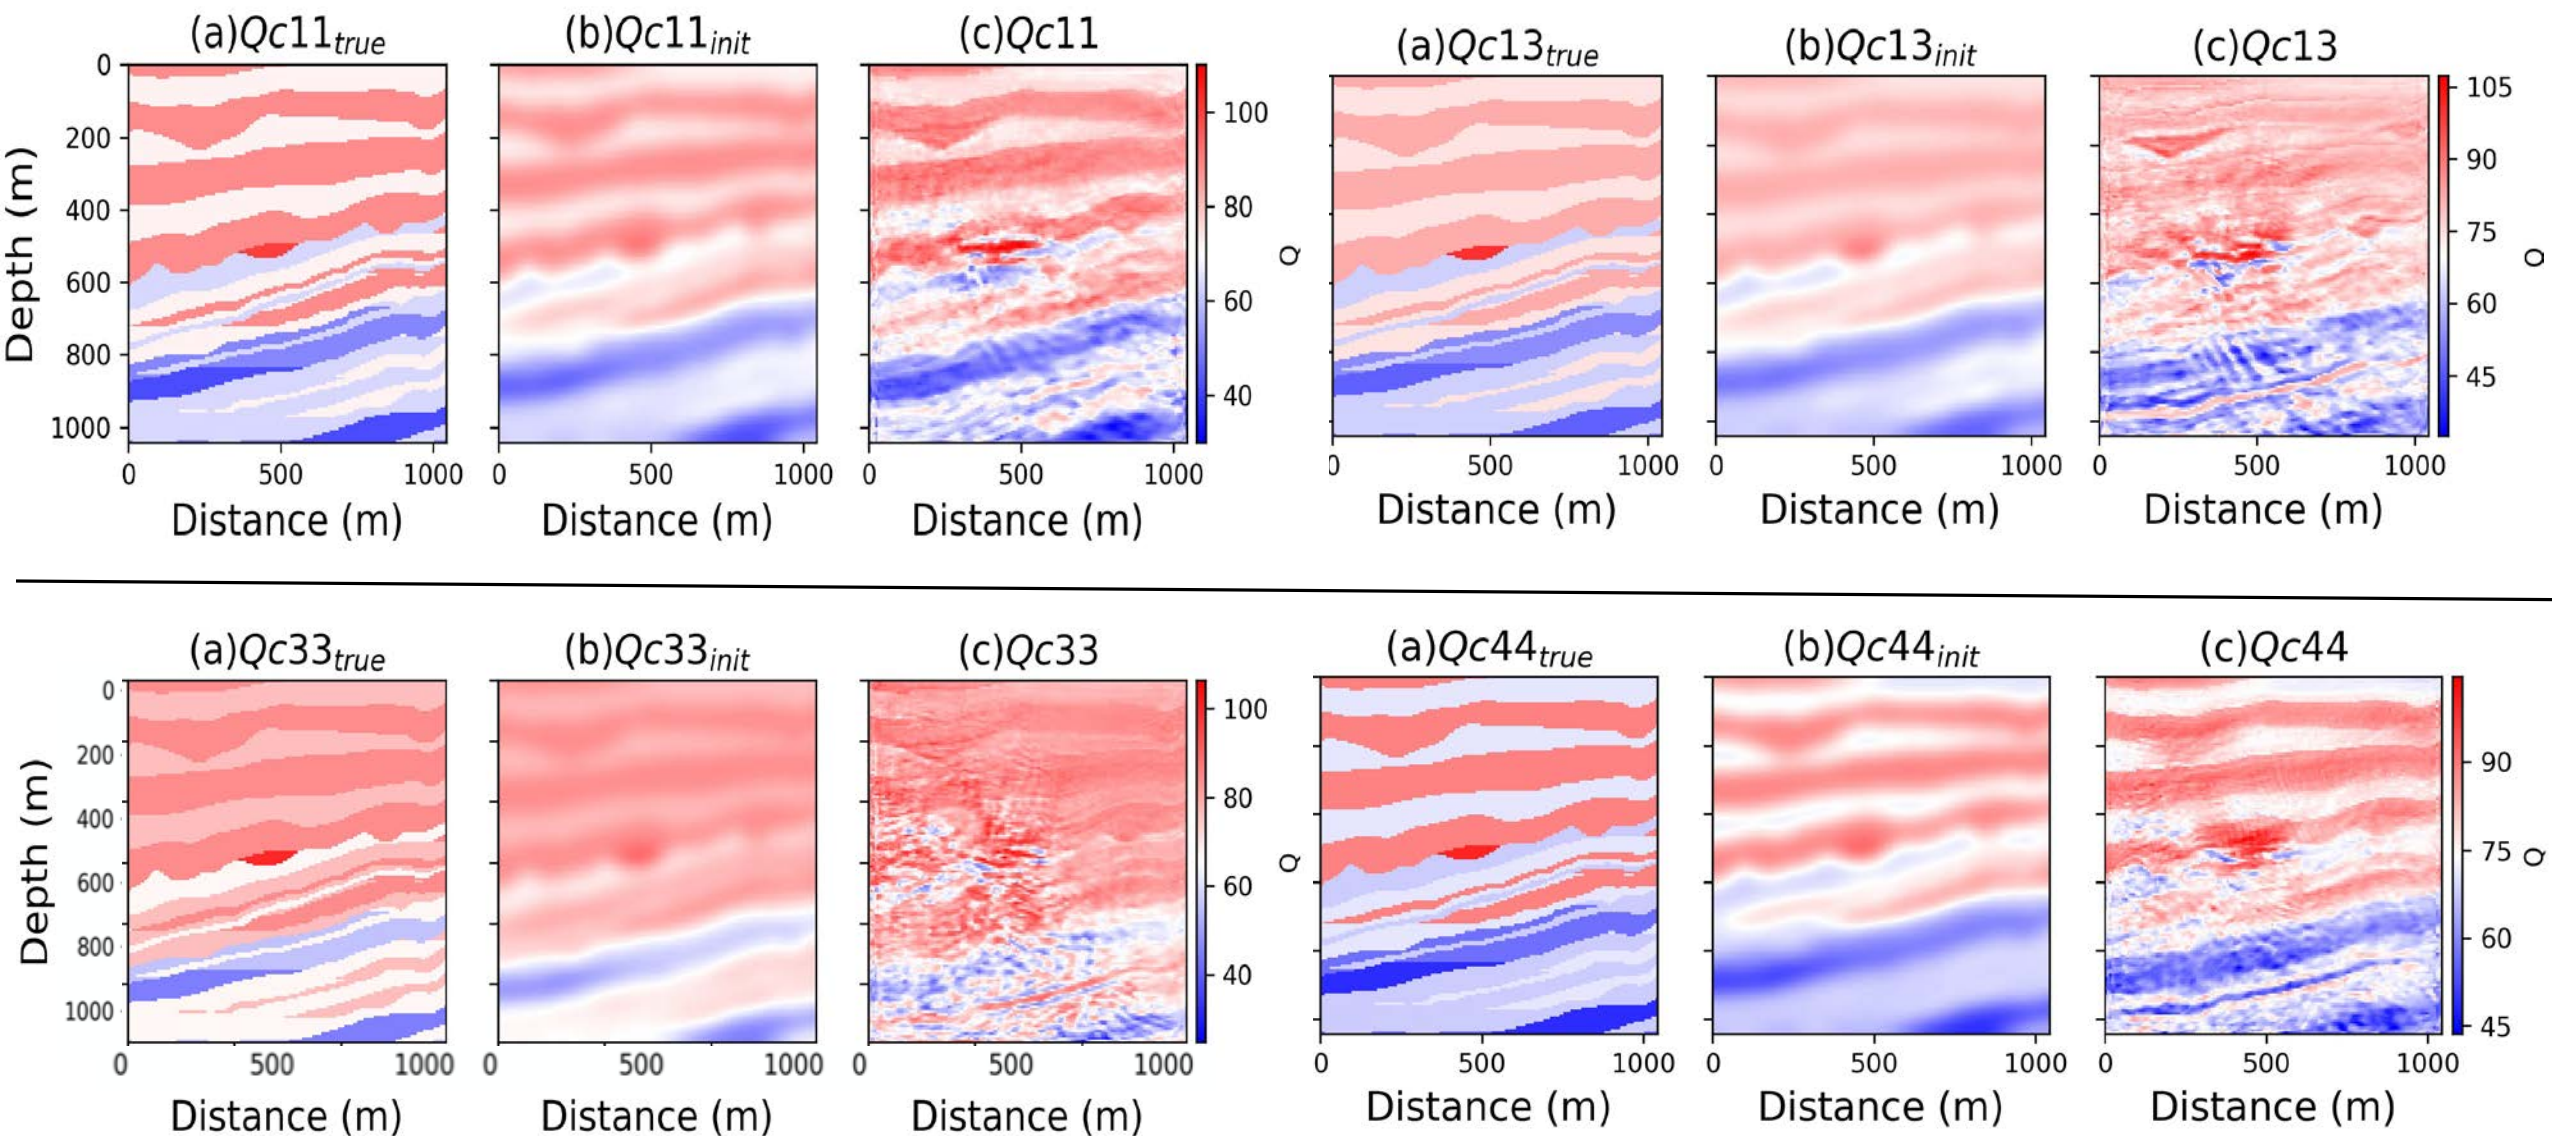 (a)Qc11true (b)Qc11init (c)Qc11
0
200
400
600
800
1000
Depth (m)
100
80
60
40
Q
0 500 1000 0 500 1000 0 500 1000
Distance (m) Distance (m) Distance (m)
(a)Qc13true (b)Qc13init (c)Qc13
105
90
75
60
45
Q
0 500 1000 0 500 1000 0 500 1000
Distance (m) Distance (m) Distance (m)
(a)Qc33true (b)Qc33init (c)Qc33
0
200
400
600
800
1000
Depth (m)
100
80
60
40
Q
0 500 1000 0 500 1000 0 500 1000
Distance (m) Distance (m) Distance (m)
(a)Qc44true (b)Qc44init (c)Qc44
90
75
60
45
Q
0 500 1000 0 500 1000 0 500 1000
Distance (m) Distance (m) Distance (m)